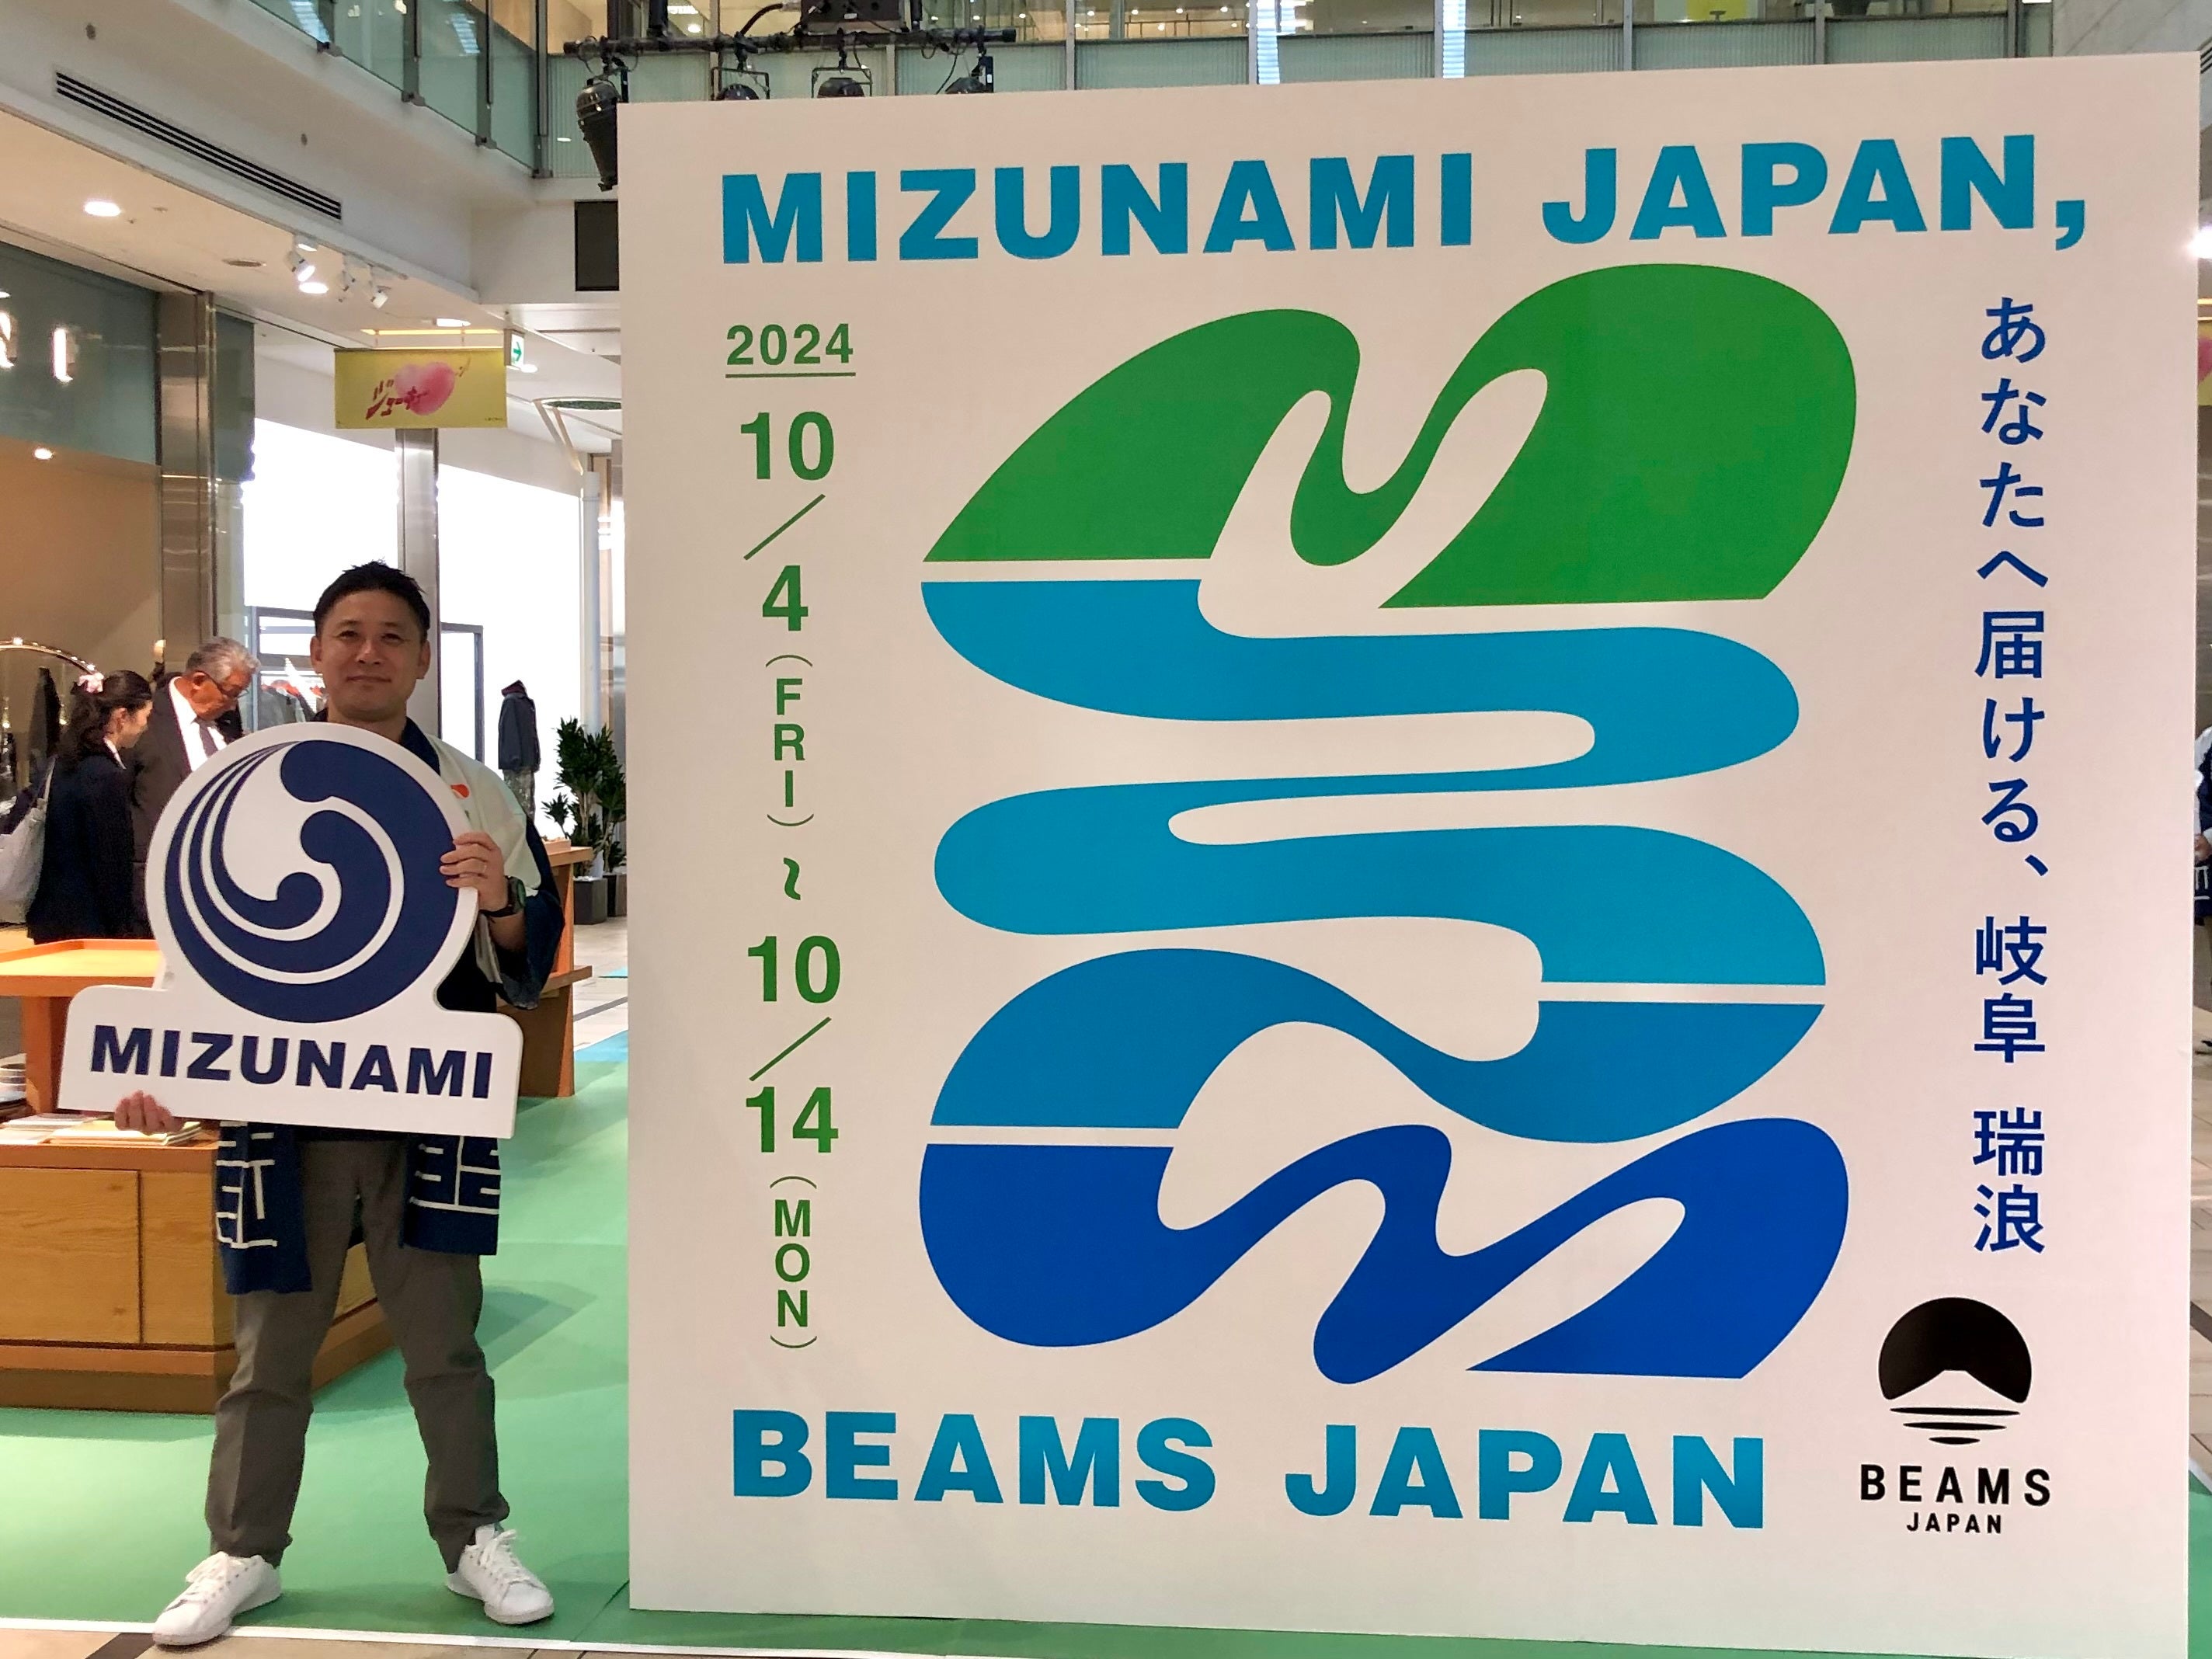 MIZUNAMI JAPAN,
2024
10/4(FRI)~10/14(MON)
あなたへ届ける、岐阜 瑞浪
BEAMS JAPAN
BEAMS
JAPAN
MIZUNAMI